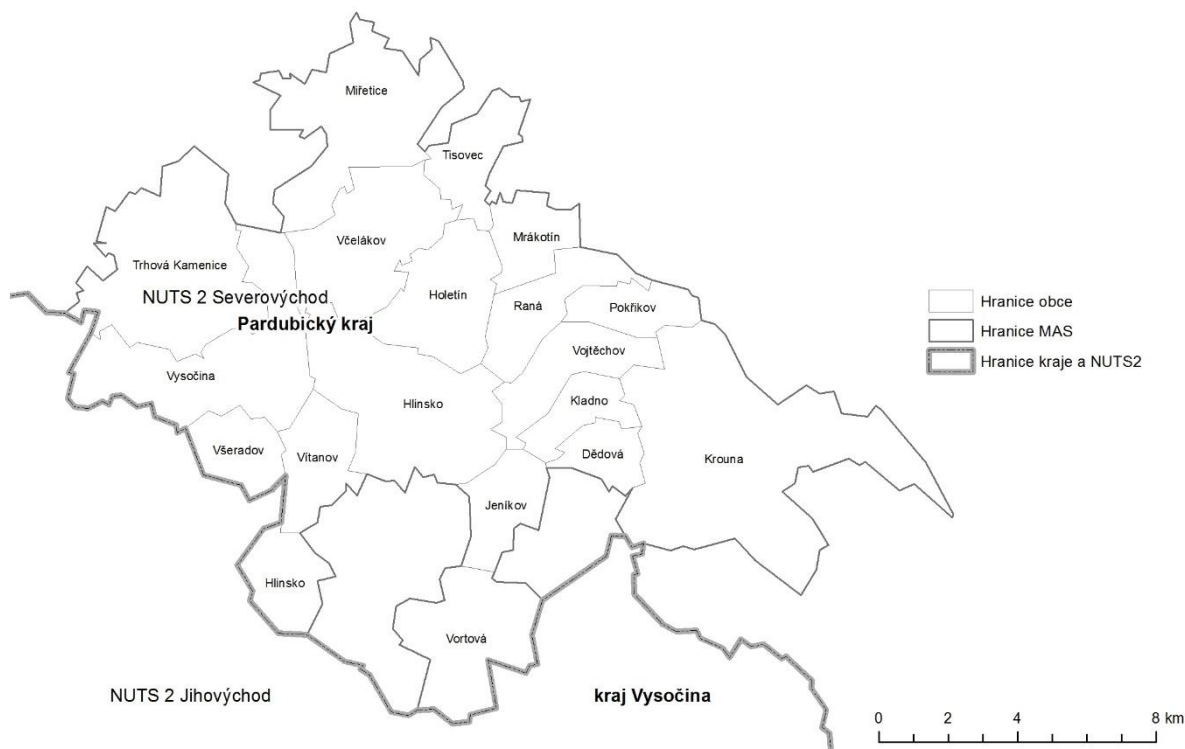 Miřetice
Tisovec
Včelákov
Mrákotín
Trhová Kamenice
NUTS 2 Severovýchod
Holetín
Raná
Pokřikov
Pardubický kraj
Vojtěchov
Vysočina
Hlinsko
Kladno
Všeradov
Vítanov
Dědová
Krouna
Jeníkov
Hlinsko
Vortová
NUTS 2 Jihovýchod
kraj Vysočina
Hranice obce
Hranice MAS
Hranice kraje a NUTS2
0 2 4 8 km